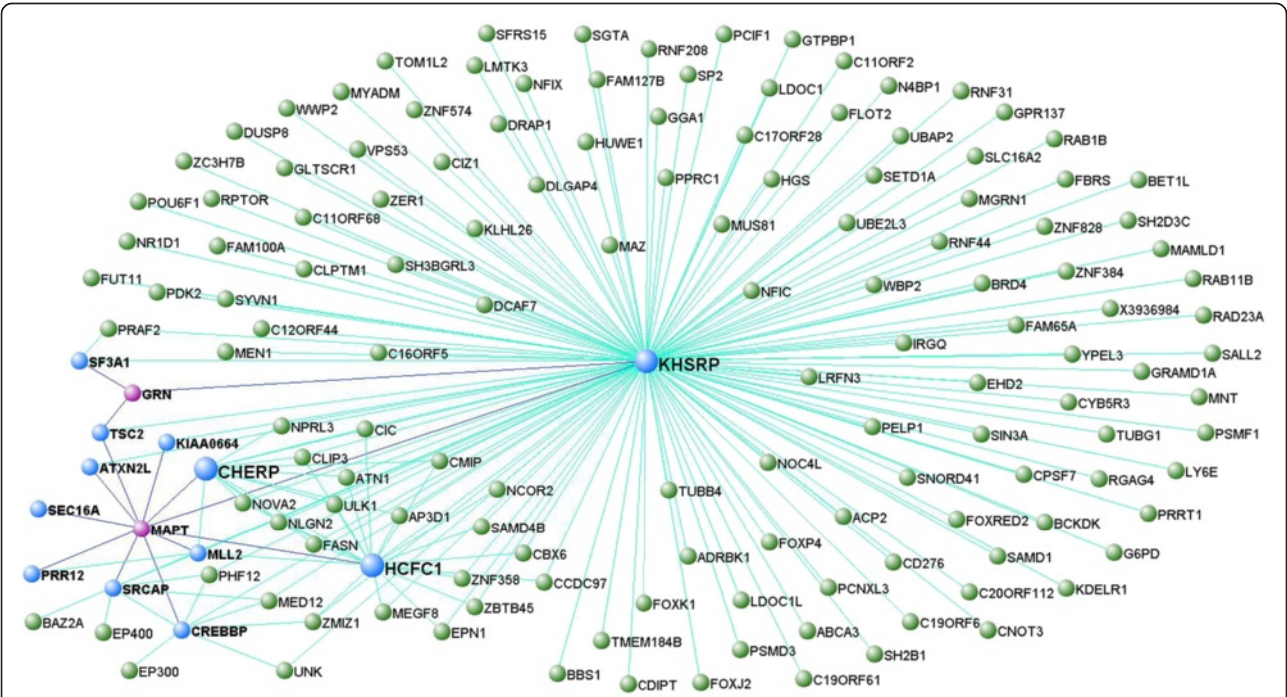 SFRS15
SGTA
PCIF1
GTPBP1
RNF208
TOM1L2
LMTK3
C11ORF2
NFIX
FAM127B
SP2
LDOC1
N4BP1
RNF31
MYADM
WWP2
ZNF574
GGA1
FLOT2
GPR137
DUSP8
DRAP1
HUWE1
C17ORF28
UBAP2
RAB1B
ZC3H7B
VPS53
CIZ1
GLTSCR1
SLC16A2
DLGAP4
PPRC1
HGS
SETD1A
FBRS
BET1L
POU6F1
RPTOR
ZER1
C11ORF68
MGRN1
KLHL26
MUS81
UBE2L3
ZNF828
SH2D3C
NR1D1
FAM100A
MAZ
RNF44
MAMLD1
CLPTM1
SH3BGRL3
ZNF384
FUT11
PDK2
SYVN1
DCAF7
NFIC
WBP2
BRD4
RAB11B
X3936984
RAD23A
PRAF2
C12ORF44
FAM65A
IRGQ
SF3A1
MEN1
C16ORF5
KHSRP
YPEL3
SALL2
GRAMD1A
GRN
LRFN3
EHD2
MNT
CYB5R3
TSC2
NPRL3
CIC
PELP1
SIN3A
TUBG1
PSMF1
KIAA0664
ATXN2L
CHERP
CLIP3
CMIP
NOC4L
LY6E
ATN1
SNORD41
CPSF7
RGAG4
NCOR2
TUBB4
SEC16A
NOVA2
ULK1
PRRT1
MAPT
NLGN2
AP3D1
SAMD4B
ACP2
FOXRED2
BCKDK
FASN
FOXP4
MLL2
CBX6
ADRBK1
SAMD1
G6PD
HCFC1
CD276
PRR12
PHF12
ZNF358
CCDC97
SRCAP
PCNXL3
C20ORF112
KDELR1
MED12
MEGF8
ZBTB45
FOXK1
LDOC1L
BAZ2A
EP400
CREBBP
ZMIZ1
EPN1
TMEM184B
ABCA3
C19ORF6
CNOT3
PSMD3
SH2B1
EP300
UNK
BBS1
CDIPT
FOXJ2
C19ORF61